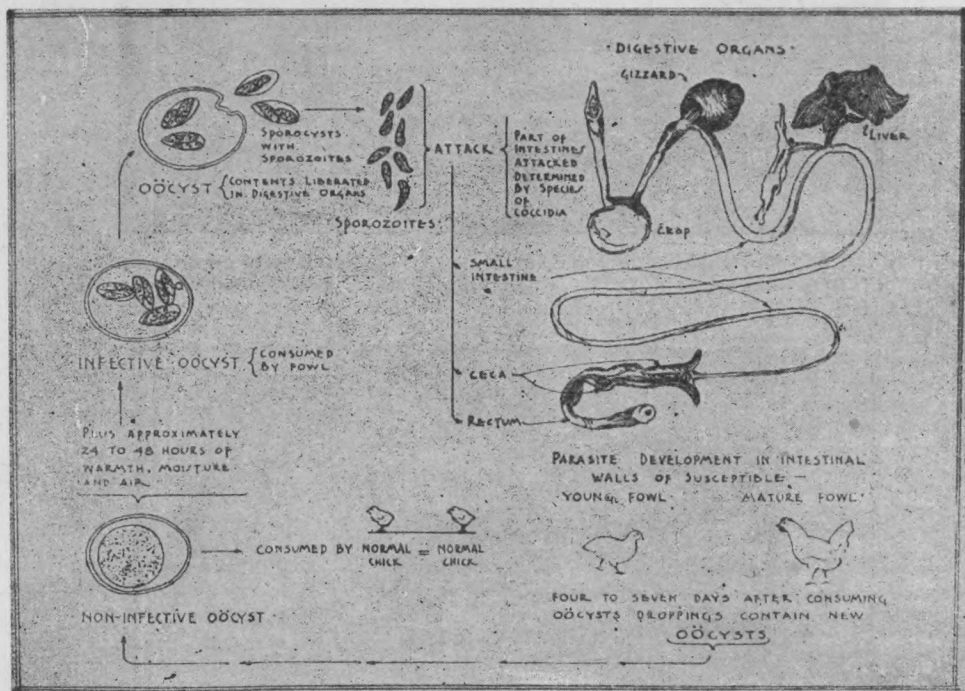 ·DIGESTIVE ORGANS·
GIZZARD
LIVER
CROP
SPOROCYSTS
WITH
SPOROZOITES
OÖCYST {CONTENTS LIBERATED
IN DIGESTIVE ORGANS
SPOROZOITES
ATTACK
PART OF
INTESTINES
ATTACKED
DETERMINED
BY SPECIES
OF
COCCIDIA
SMALL
INTESTINE
CECA
RECTUM
INFECTIVE OÖCYST {CONSUMED
BY FOWL
PLUS APPROXIMATELY
24 TO 48 HOURS OF
WARMTH, MOISTURE
AND AIR
NON-INFECTIVE OÖCYST
CONSUMED BY NORMAL = NORMAL
CHICK CHICK
PARASITE DEVELOPMENT IN INTESTINAL
WALLS OF SUSCEPTIBLE —
YOUNG FOWL MATURE FOWL
FOUR TO SEVEN DAYS AFTER CONSUMING
OÖCYSTS DROPPINGS CONTAIN NEW
OÖCYSTS